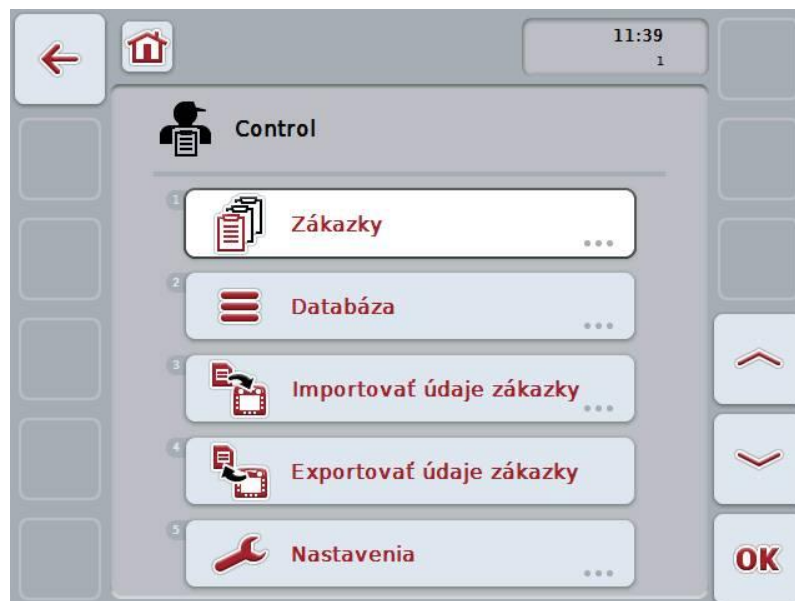 11:39
1
Control
1
Zákazky
2
Databáza
3
Importovať údaje zákazky
4
Exportovať údaje zákazky
5
Nastavenia
OK